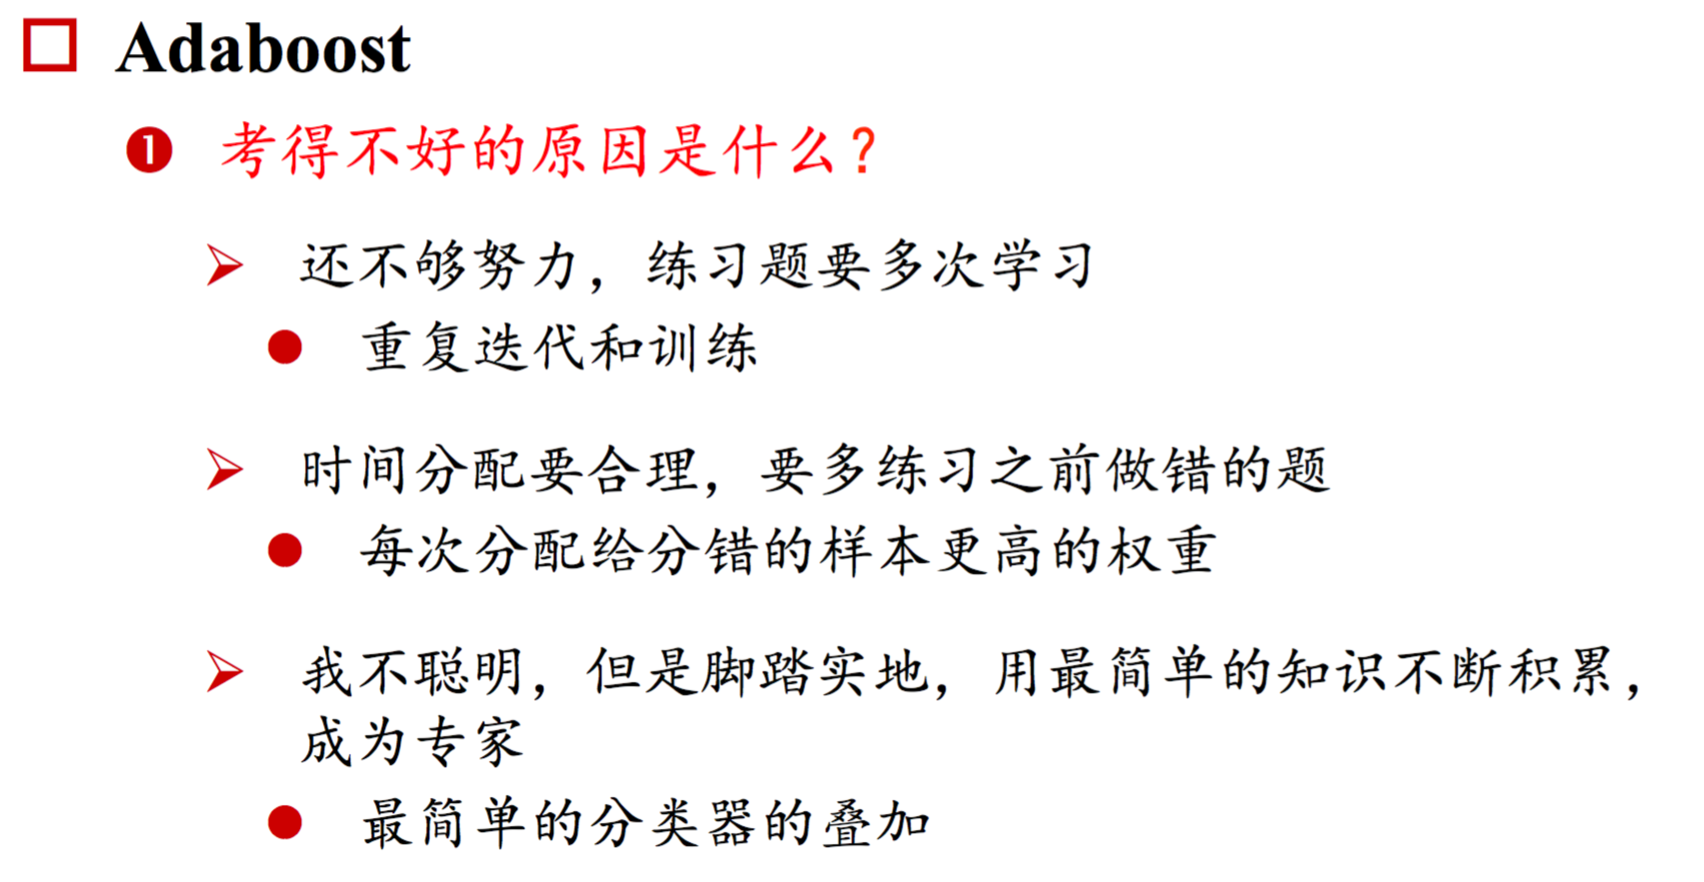 Adaboost
❶ 考得不好的原因是什么？
还不够努力，练习题要多次学习
重复迭代和训练
时间分配要合理，要多练习之前做错的题
每次分配给分错的样本更高的权重
我不聪明，但是脚踏实地，用最简单的知识不断积累，
成为专家
最简单的分类器的叠加